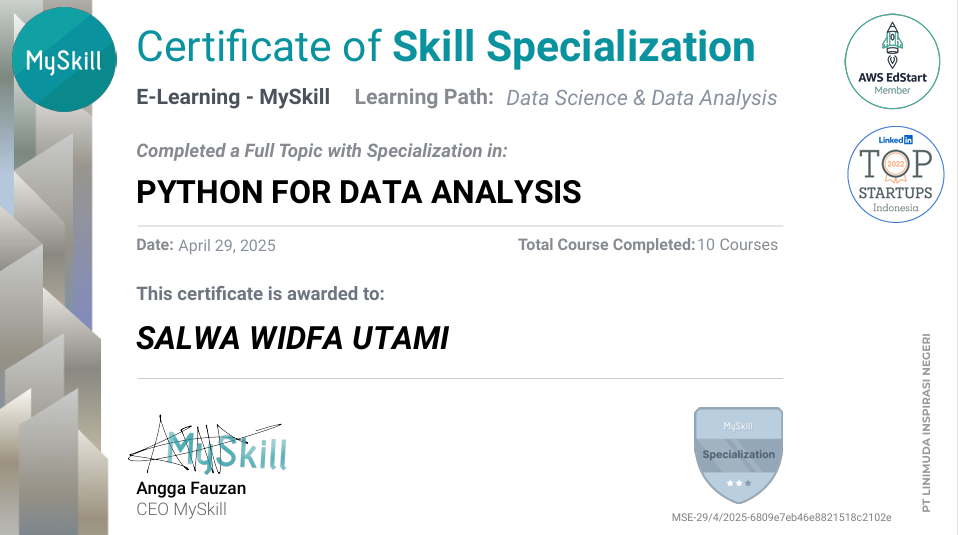 MySkill
Certificate of Skill Specialization
E-Learning - MySkill Learning Path: Data Science & Data Analysis
AWS EdStart
Member
Completed a Full Topic with Specialization in:
PYTHON FOR DATA ANALYSIS
LinkedIn
TOP
2022
STARTUPS
Indonesia
Date: April 29, 2025 Total Course Completed: 10 Courses
This certificate is awarded to:
SALWA WIDFA UTAMI
MySkill
Angga Fauzan
CEO MySkill
MySkill
Specialization
MSE-29/4/2025-6809e7eb46e8821518c2102e
PT LINIMUDA INSPIRASI NEGERI